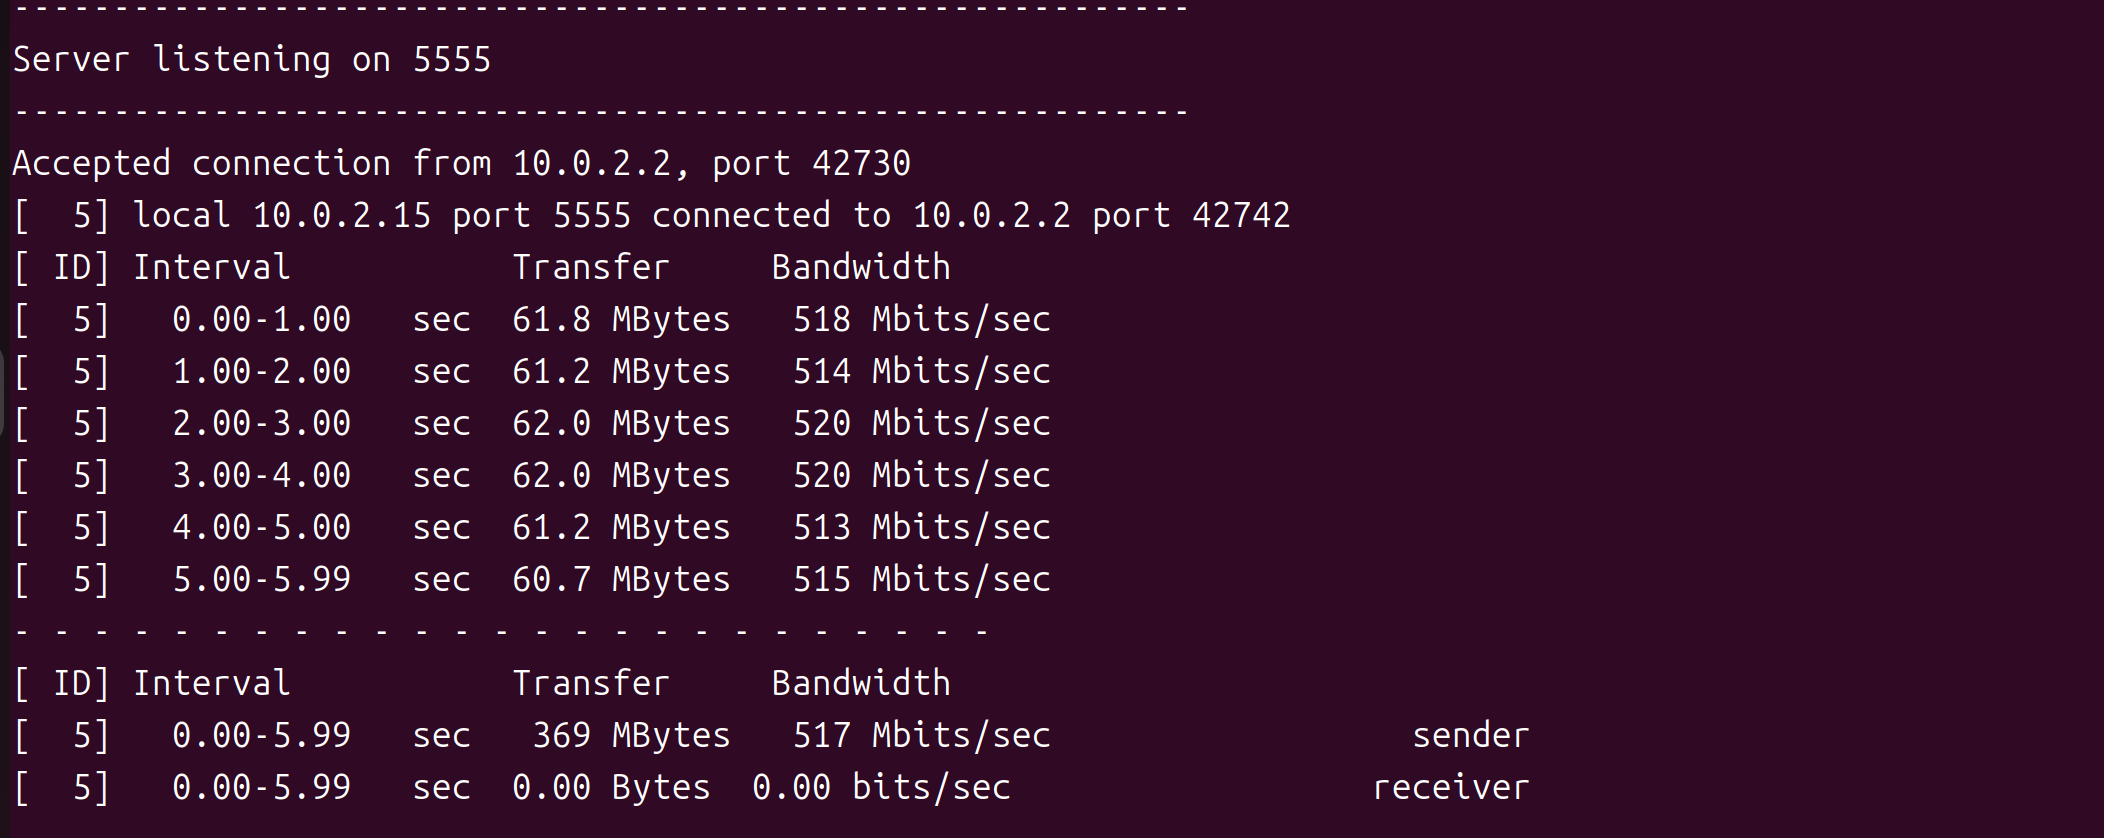 -----------------------------------------------------------
Server listening on 5555
-----------------------------------------------------------
Accepted connection from 10.0.2.2, port 42730
[  5] local 10.0.2.15 port 5555 connected to 10.0.2.2 port 42742
[ ID] Interval           Transfer     Bandwidth
[  5]   0.00-1.00   sec  61.8 MBytes   518 Mbits/sec
[  5]   1.00-2.00   sec  61.2 MBytes   514 Mbits/sec
[  5]   2.00-3.00   sec  62.0 MBytes   520 Mbits/sec
[  5]   3.00-4.00   sec  62.0 MBytes   520 Mbits/sec
[  5]   4.00-5.00   sec  61.2 MBytes   513 Mbits/sec
[  5]   5.00-5.99   sec  60.7 MBytes   515 Mbits/sec
- - - - - - - - - - - - - - - - - - - - - - - - -
[ ID] Interval           Transfer     Bandwidth
[  5]   0.00-5.99   sec   369 MBytes   517 Mbits/sec                  sender
[  5]   0.00-5.99   sec  0.00 Bytes  0.00 bits/sec                  receiver